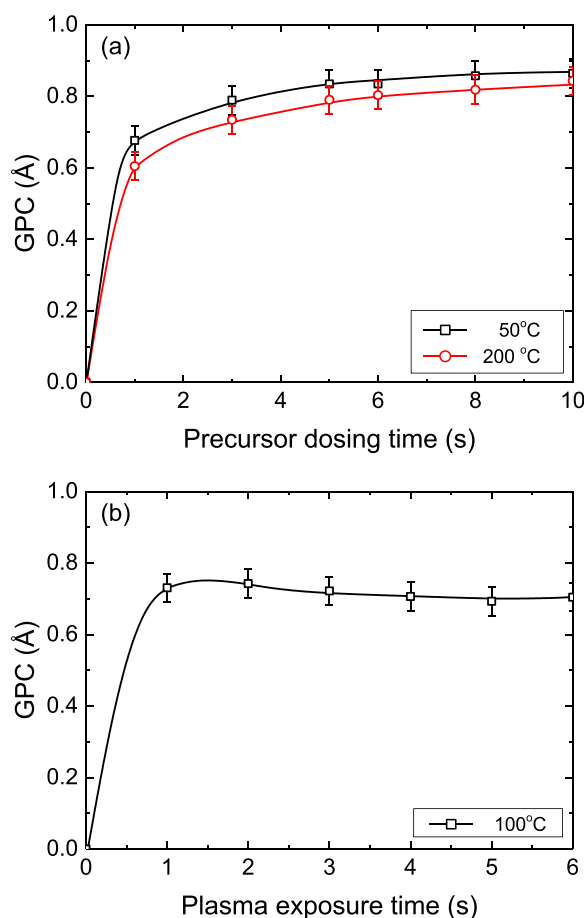 (a)
1.0
0.8
0.6
0.4
0.2
0.0
GPC (Å)
50°C
200 °C
0 2 4 6 8 10
Precursor dosing time (s)
(b)
1.0
0.8
0.6
0.4
0.2
0.0
GPC (Å)
100°C
0 1 2 3 4 5 6
Plasma exposure time (s)